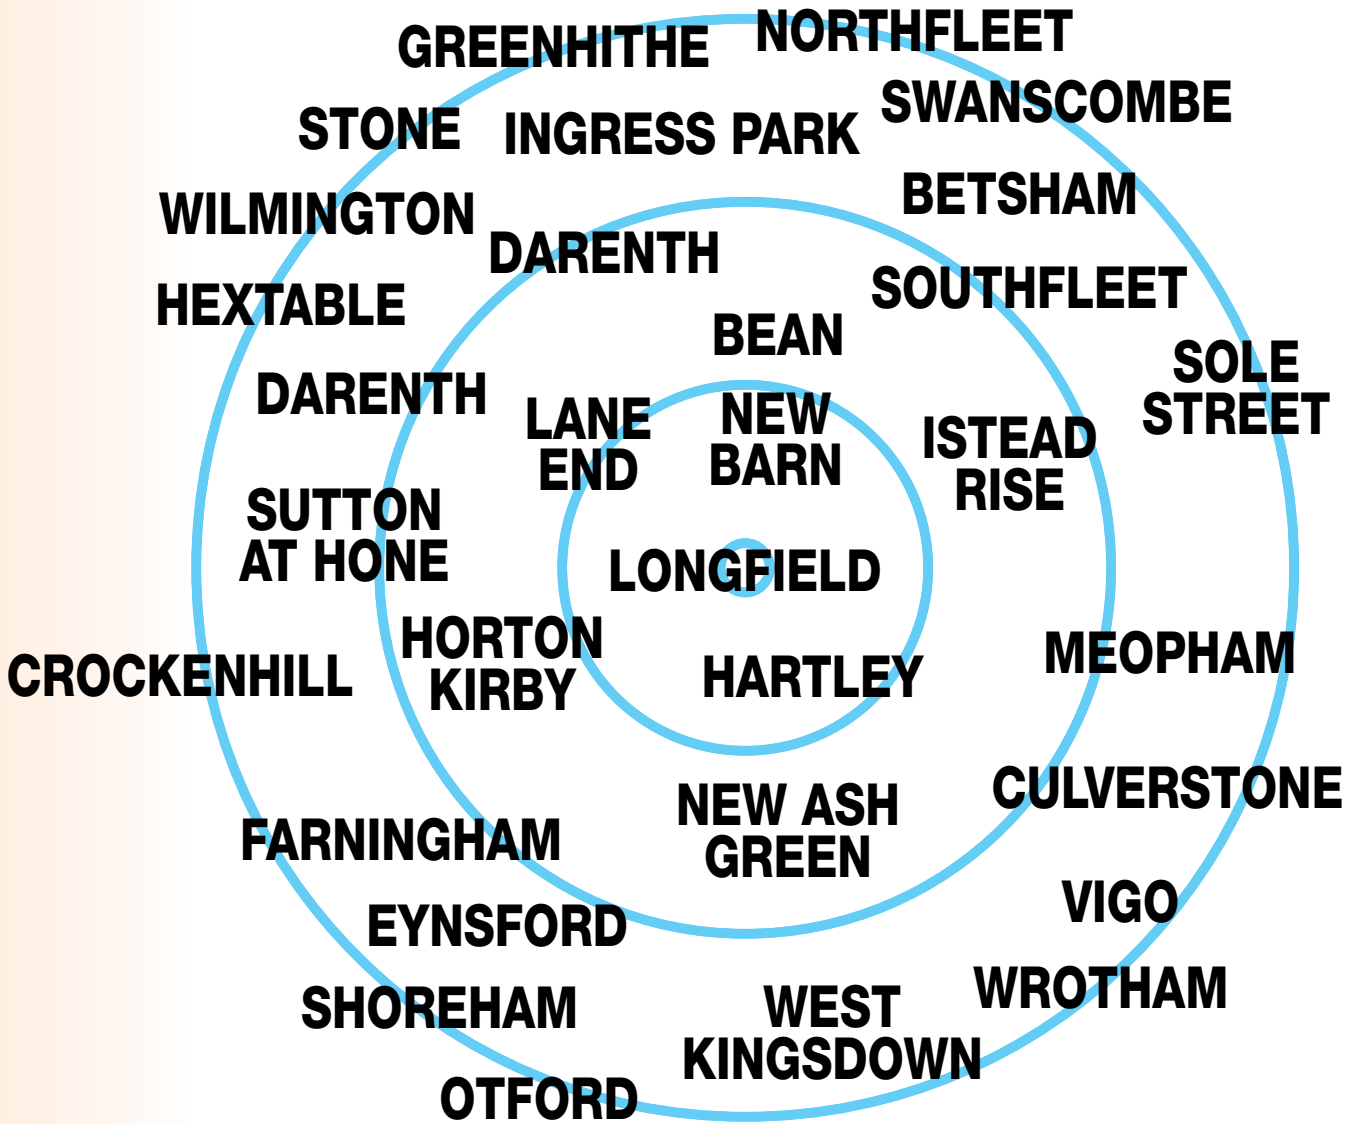 NORTHFLEET
GREENHITHE
SWANSCOMBE
STONE
INGRESS PARK
BETSHAM
WILMINGTON
DARENTH
SOUTHFLEET
HEXTABLE
BEAN
SOLE
STREET
DARENTH
LANE
END
NEW
BARN
ISTEAD
RISE
SUTTON
AT HONE
LONGFIELD
HORTON
KIRBY
MEOPHAM
CROCKENHILL
HARTLEY
CULVERSTONE
NEW ASH
GREEN
FARNINGHAM
VIGO
EYNSFORD
WROTHAM
SHOREHAM
WEST
KINGSDOWN
OTFORD